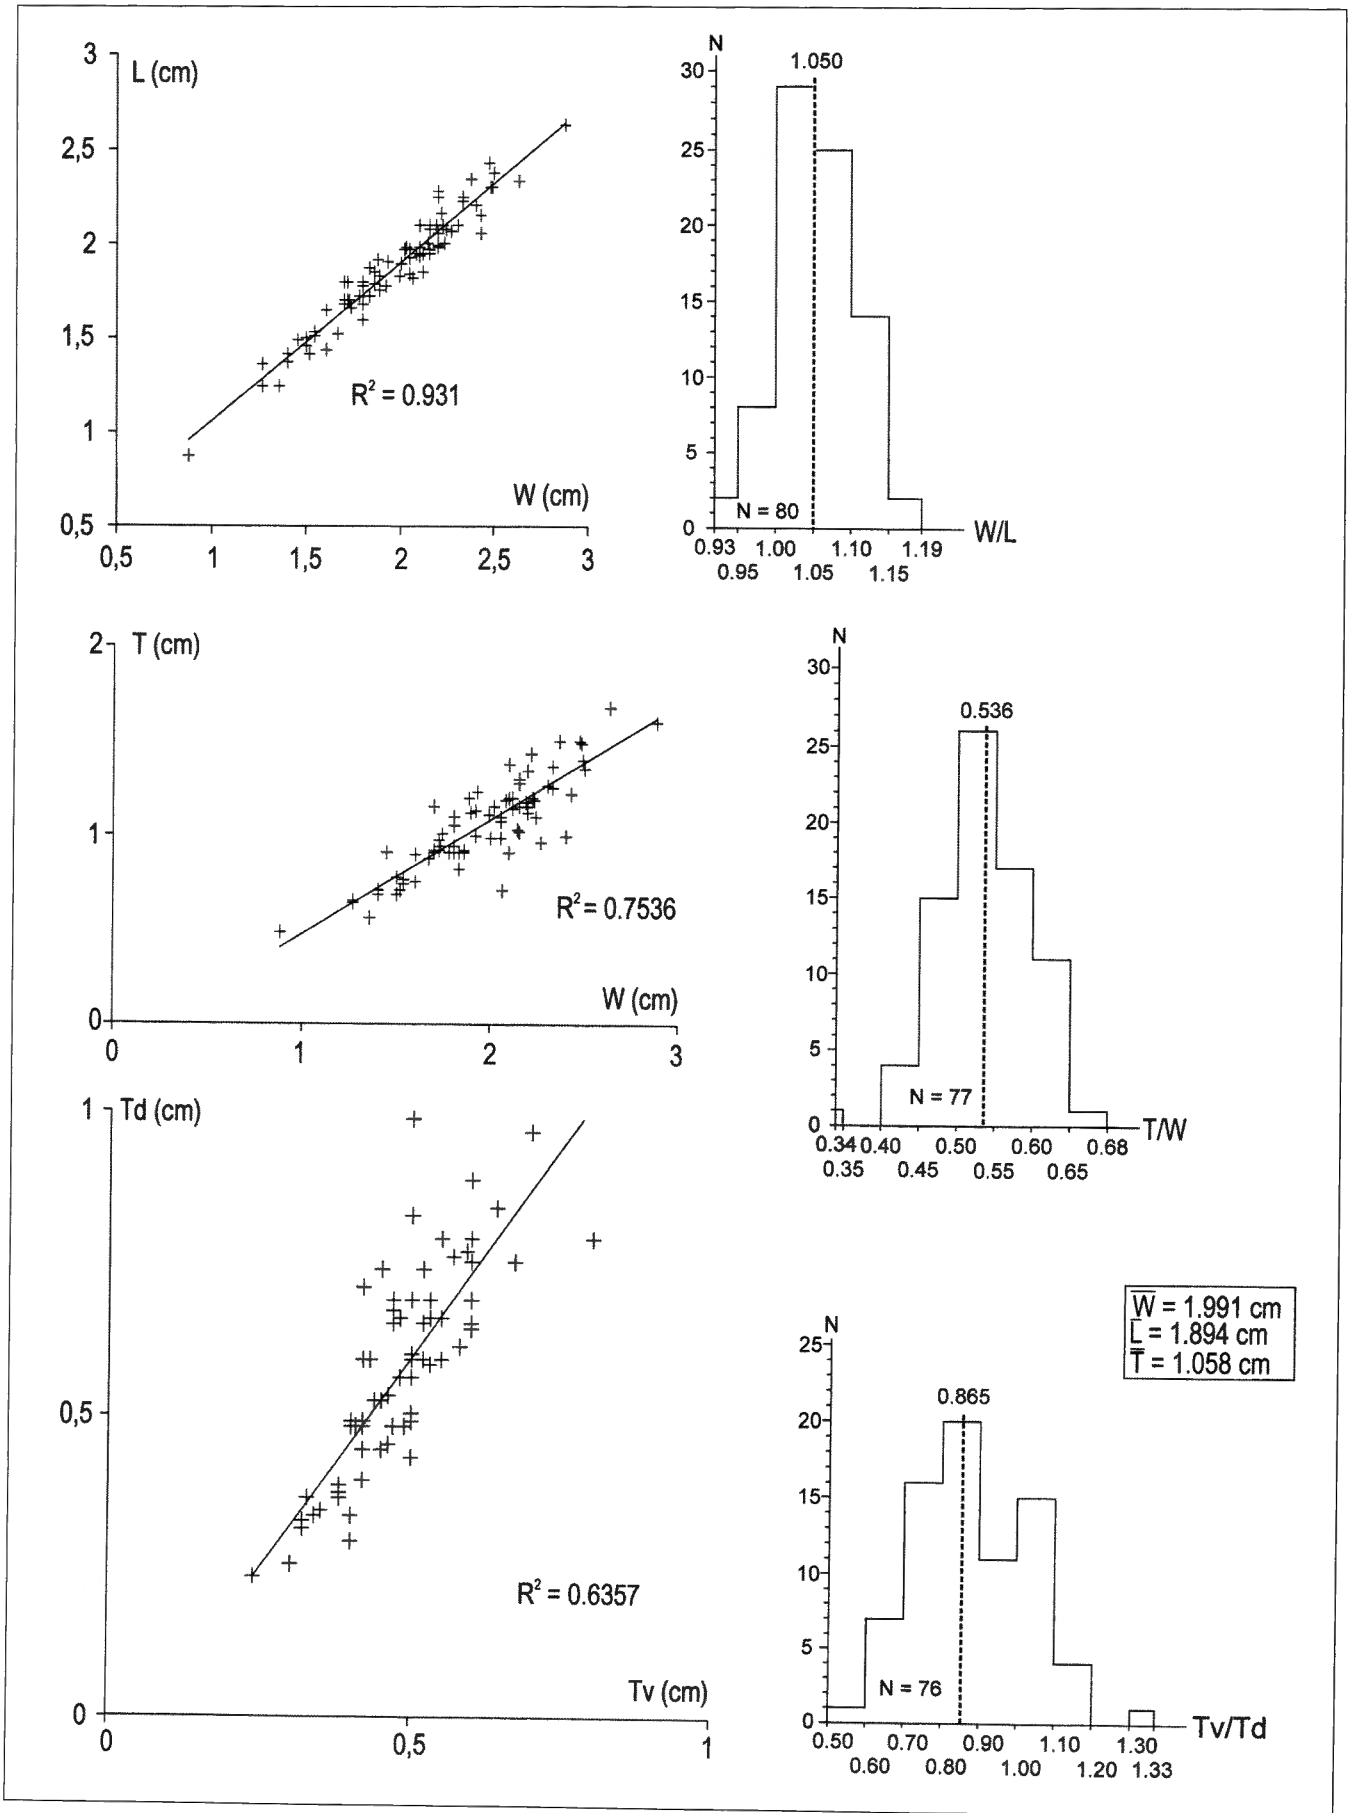 3
L (cm)
2,5
2
1,5
R² = 0.931
1
W (cm)
0,5
0,5 1 1,5 2 2,5 3
N
1.050
30
25
20
15
10
5
N = 80
0
W/L
0.93 1.00 1.10 1.19
0.95 1.05 1.15
2
T (cm)
1
R² = 0.7536
W (cm)
0
0 1 2 3
N
30
0.536
25
20
15
10
5
N = 77
0
T/W
0.34 0.40 0.50 0.60 0.68
0.35 0.45 0.55 0.65
1
Td (cm)
0,5
R² = 0.6357
Tv (cm)
0
0 0,5 1
W̅ = 1.991 cm
L̅ = 1.894 cm
T̅ = 1.058 cm
N
25
0.865
20
15
10
5
N = 76
0
Tv/Td
0.50 0.70 0.90 1.10 1.30
0.60 0.80 1.00 1.20 1.33